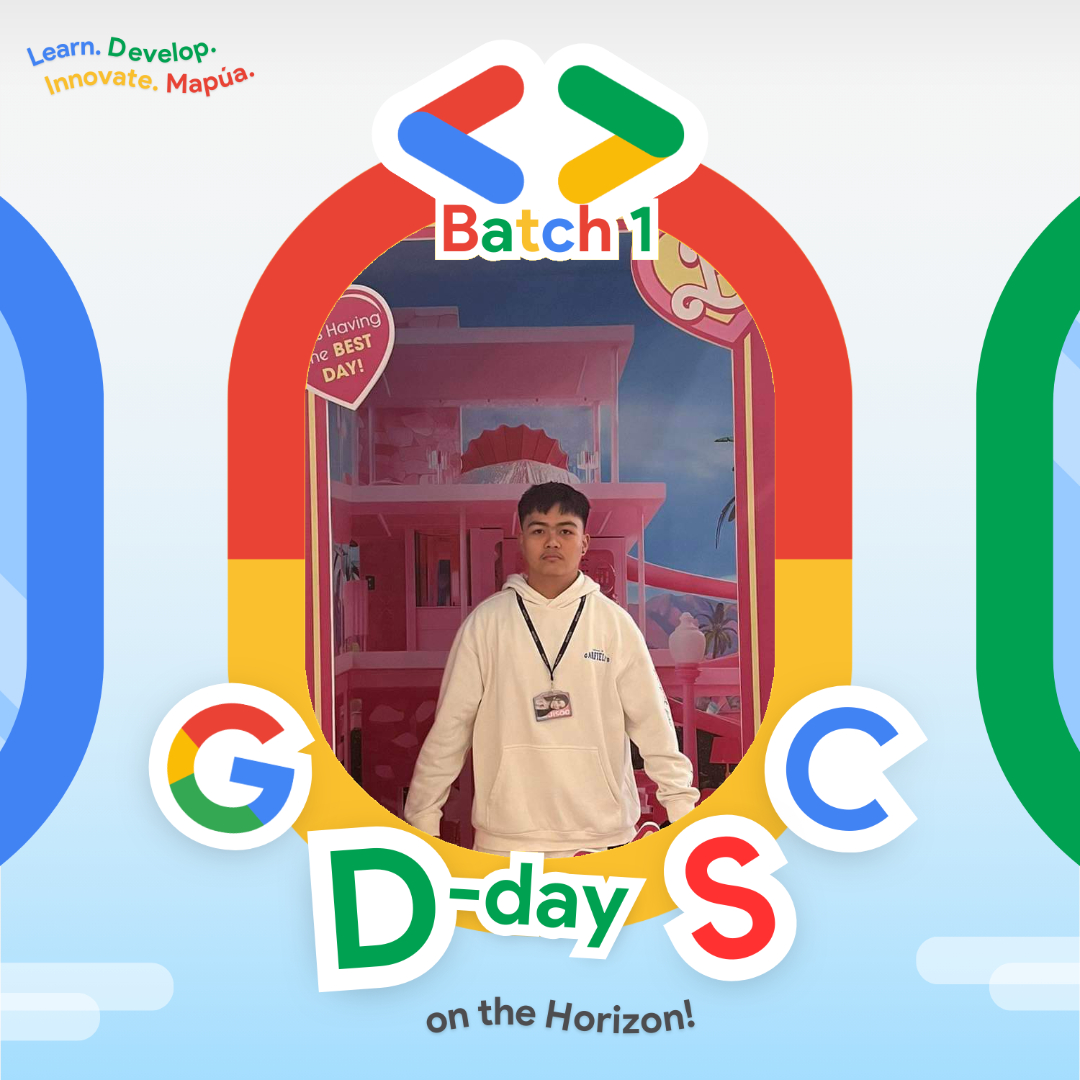 Learn. Develop.
Innovate. Mapúa.
Batch 1
Having
BEST
DAY!
G D-day S C
on the Horizon!